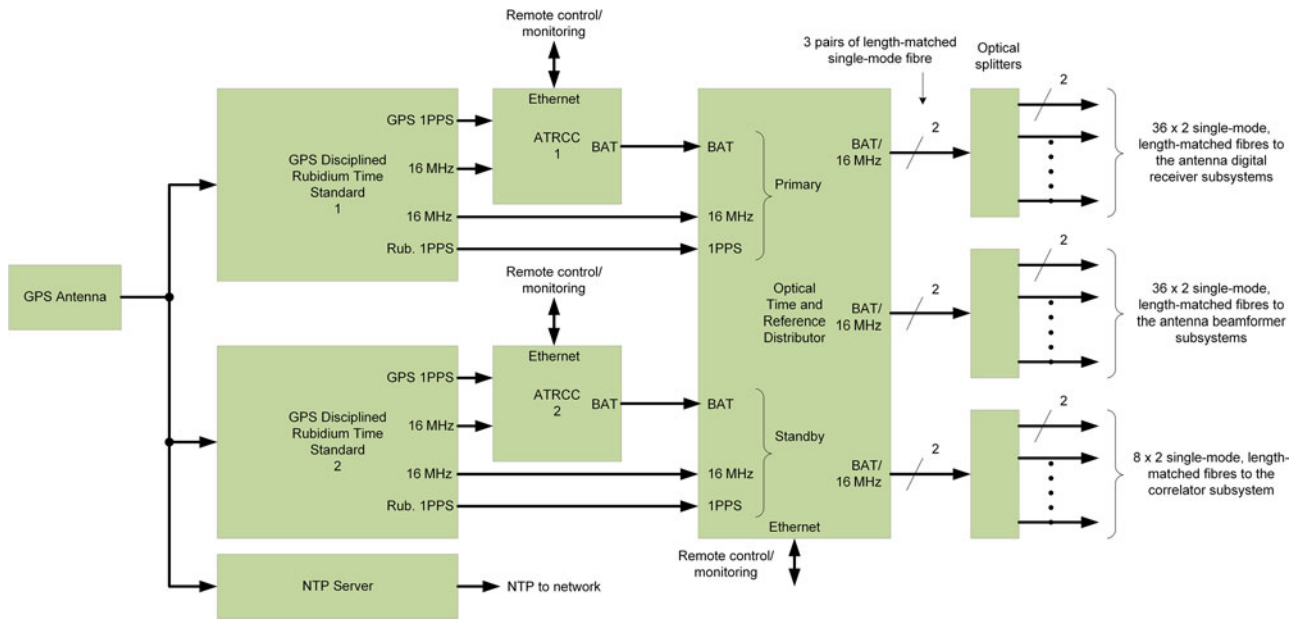 Remote control/
monitoring
3 pairs of length-matched
single-mode fibre
Optical
splitters
Ethernet
2
GPS 1PPS
ATRCC
1
BAT
BAT
BAT/
16 MHz
2
36 x 2 single-mode,
length-matched fibres to
the antenna digital
receiver subsystems
GPS Disciplined
Rubidium Time
Standard
1
16 MHz
Primary
16 MHz
16 MHz
Rub. 1PPS
1PPS
2
Remote control/
monitoring
GPS Antenna
Optical
Time and
Reference
Distributor
BAT/
16 MHz
2
36 x 2 single-mode,
length-matched fibres to
the antenna beamformer
subsystems
Ethernet
GPS 1PPS
ATRCC
2
BAT
BAT
2
GPS Disciplined
Rubidium Time
Standard
2
16 MHz
Standby
16 MHz
16 MHz
BAT/
16 MHz
2
8 x 2 single-mode, length-
matched fibres to the
correlator subsystem
Rub. 1PPS
1PPS
Ethernet
Remote control/
monitoring
NTP Server
NTP to network